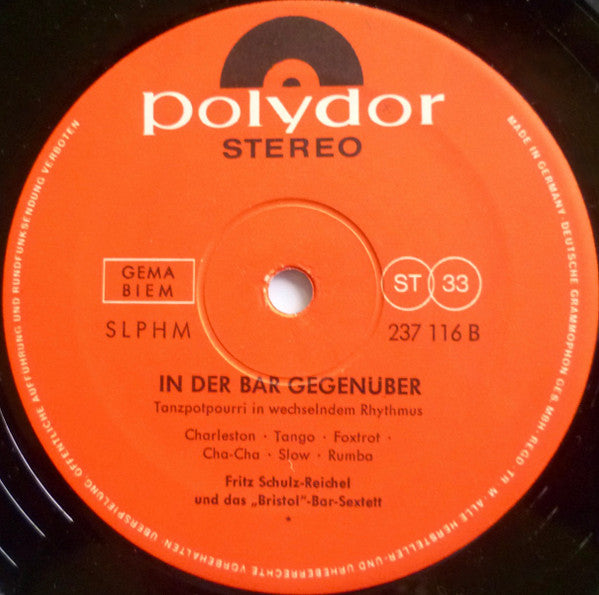 polydor
STEREO
GEMA
BIEM
ST 33
SLPHM
237 116 B
IN DER BAR GEGENÜBER
Tanzpotpourri in wechselndem Rhythmus
Charleston · Tango · Foxtrot ·
Cha-Cha · Slow · Rumba
Fritz Schulz-Reichel
und das „Bristol"-Bar-Sextett
*
MADE IN GERMANY. DEUTSCHE GRAMMOPHON GES. MBH. REGD. TR. M. · ALLE HERSTELLER- UND URHEBERRECHTE VORBEHALTEN. ÜBERSPIELUNG, ÖFFENTLICHE AUFFÜHRUNG UND RUNDFUNKSENDUNG VERBOTEN